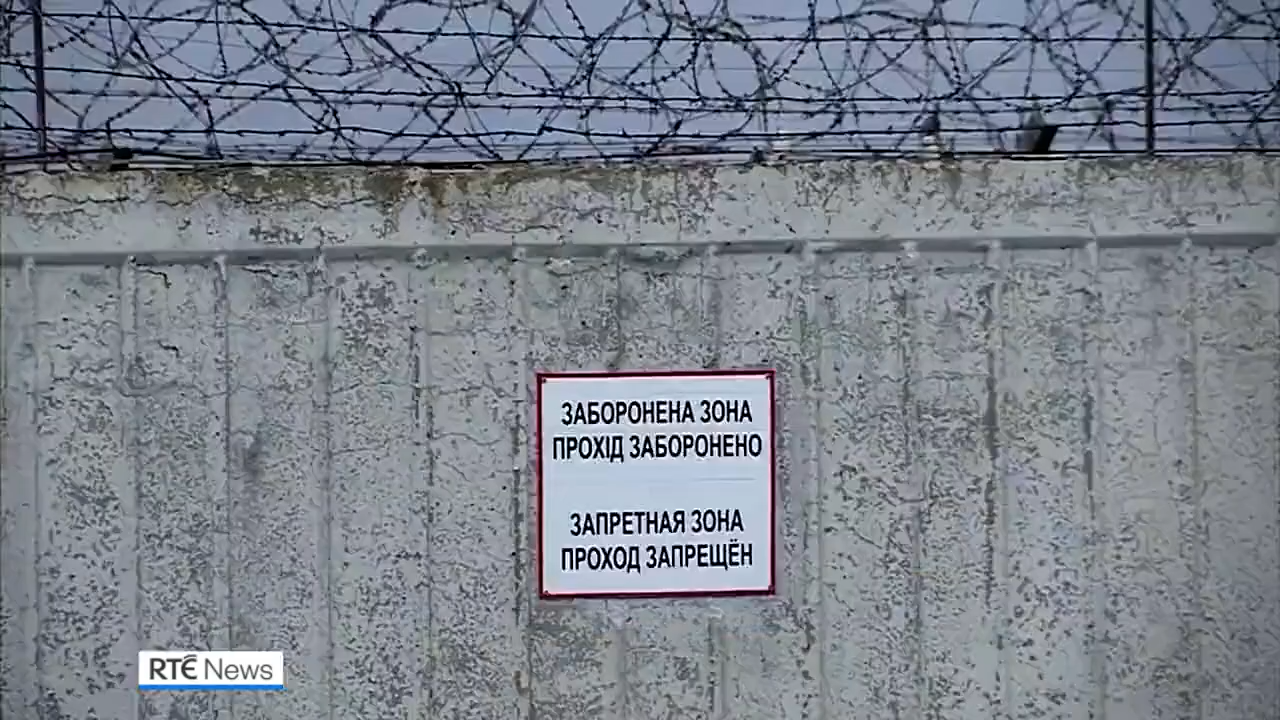 ЗАБОРОНЕНА ЗОНА
ПРОХІД ЗАБОРОНЕНО
ЗАПРЕТНАЯ ЗОНА
ПРОХОД ЗАПРЕЩЁН
RTÉ News